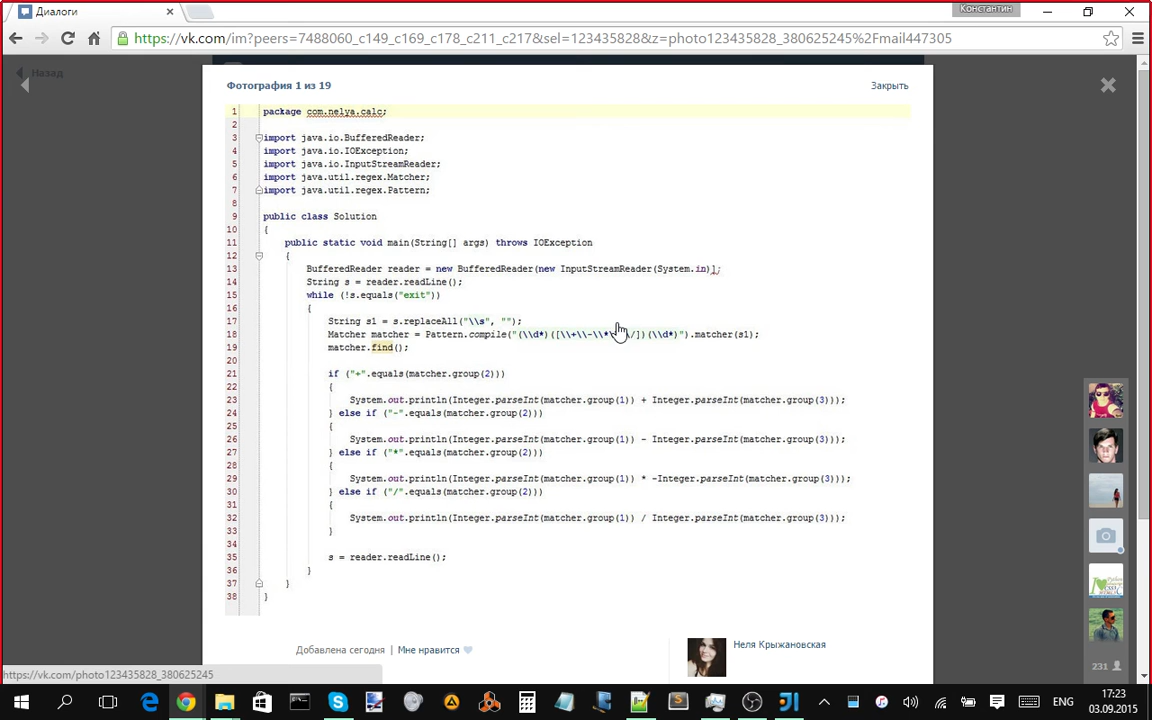 Диалоги
Константин
https://vk.com/im?peers=7488060_c149_c169_c178_c211_c217&sel=123435828&z=photo123435828_380625245%2Fmail447305
Назад
Фотография 1 из 19
Закрыть
1 package com.nelya.calc;
2
3 import java.io.BufferedReader;
4 import java.io.IOException;
5 import java.io.InputStreamReader;
6 import java.util.regex.Matcher;
7 import java.util.regex.Pattern;
8
9 public class Solution
10 {
11 public static void main(String[] args) throws IOException
12 {
13 BufferedReader reader = new BufferedReader(new InputStreamReader(System.in));
14 String s = reader.readLine();
15 while (!s.equals("exit"))
16 {
17 String s1 = s.replaceAll("\\s", "");
18 Matcher matcher = Pattern.compile("(\\d*)([\\+\\-\\*\/])(\\d*)").matcher(s1);
19 matcher.find();
20
21 if ("+".equals(matcher.group(2)))
22 {
23 System.out.println(Integer.parseInt(matcher.group(1)) + Integer.parseInt(matcher.group(3)));
24 } else if ("-".equals(matcher.group(2)))
25 {
26 System.out.println(Integer.parseInt(matcher.group(1)) - Integer.parseInt(matcher.group(3)));
27 } else if ("*".equals(matcher.group(2)))
28 {
29 System.out.println(Integer.parseInt(matcher.group(1)) * -Integer.parseInt(matcher.group(3)));
30 } else if ("/".equals(matcher.group(2)))
31 {
32 System.out.println(Integer.parseInt(matcher.group(1)) / Integer.parseInt(matcher.group(3)));
33 }
34
35 s = reader.readLine();
36 }
37 }
38 }
Добавлена сегодня | Мне нравится
Неля Крыжановская
231
https://vk.com/photo123435828_380625245
ENG
17:23
03.09.2015